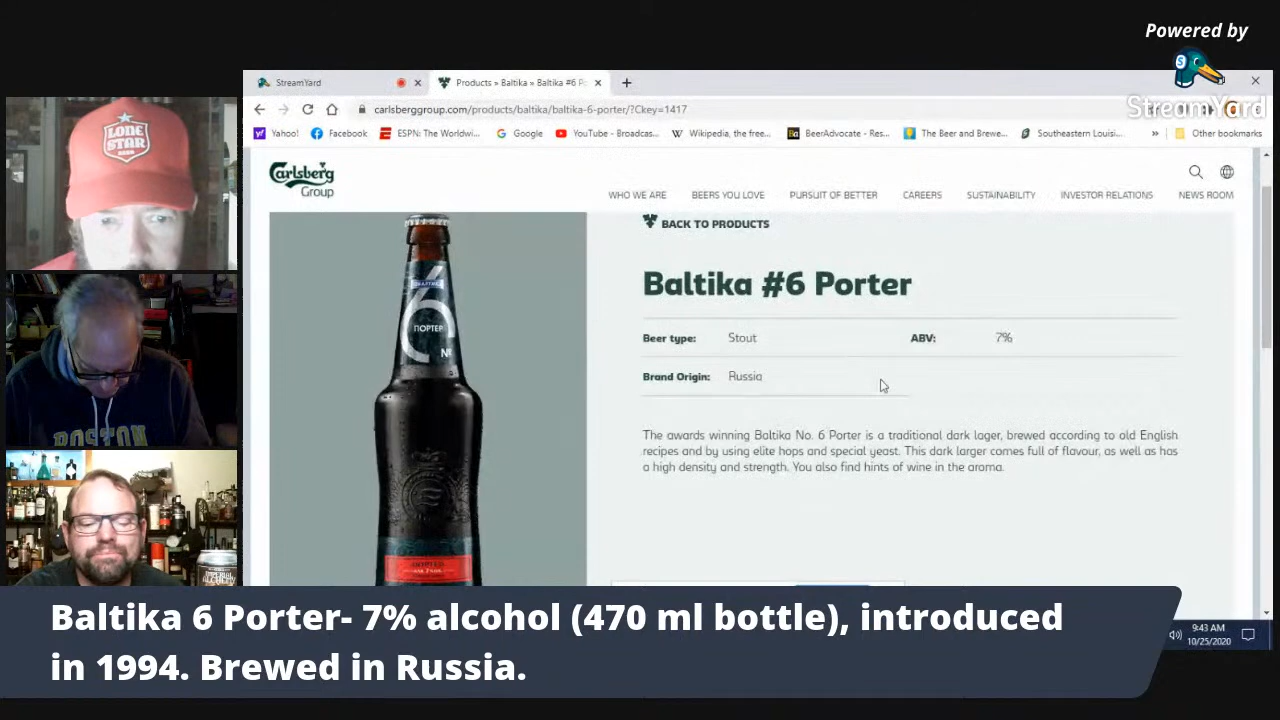 Powered by
StreamYard
StreamYard
Products » Baltika » Baltika #6 P
carlsberggroup.com/products/baltika/baltika-6-porter/?Ckey=1417
Yahoo!
Facebook
ESPN: The Worldwi...
Google
YouTube - Broadcas...
Wikipedia, the free...
BeerAdvocate - Res...
The Beer and Brewe...
Southeastern Louisi...
»
Other bookmarks
LONE
STAR
BEER
Carlsberg
Group
WHO WE ARE
BEERS YOU LOVE
PURSUIT OF BETTER
CAREERS
SUSTAINABILITY
INVESTOR RELATIONS
NEWS ROOM
BACK TO PRODUCTS
Baltika #6 Porter
Beer type: Stout
ABV: 7%
Brand Origin: Russia
The awards winning Baltika No. 6 Porter is a traditional dark lager, brewed according to old English
recipes and by using elite hops and special yeast. This dark larger comes full of flavour, as well as has
a high density and strength. You also find hints of wine in the aroma.
6
ПОРТЕР
№
BOSTON
IMPERIAL
9:43 AM
10/25/2020
Baltika 6 Porter- 7% alcohol (470 ml bottle), introduced
in 1994. Brewed in Russia.